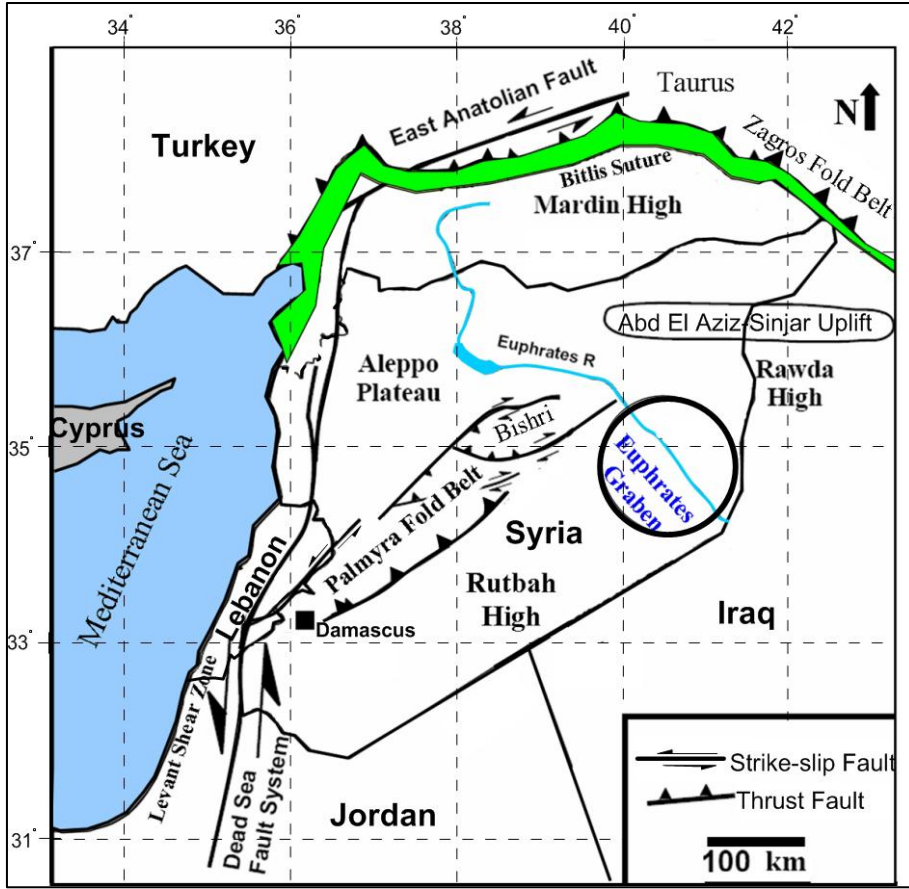 34°
36°
38°
40°
42°
East Anatolian Fault
Taurus
N
Turkey
Zagros Fold Belt
Bitlis Suture
Mardin High
37°
Abd El Aziz-Sinjar Uplift
Euphrates R
Aleppo
Plateau
Rawda
High
Bishri
35°
Cyprus
Euphrates
Graben
Mediterranean Sea
Palmyra Fold Belt
Syria
Lebanon
Rutbah
High
Iraq
33°
Damascus
Levant Shear Zone
Dead Sea
Fault System
Jordan
31°
Strike-slip Fault
Thrust Fault
100 km